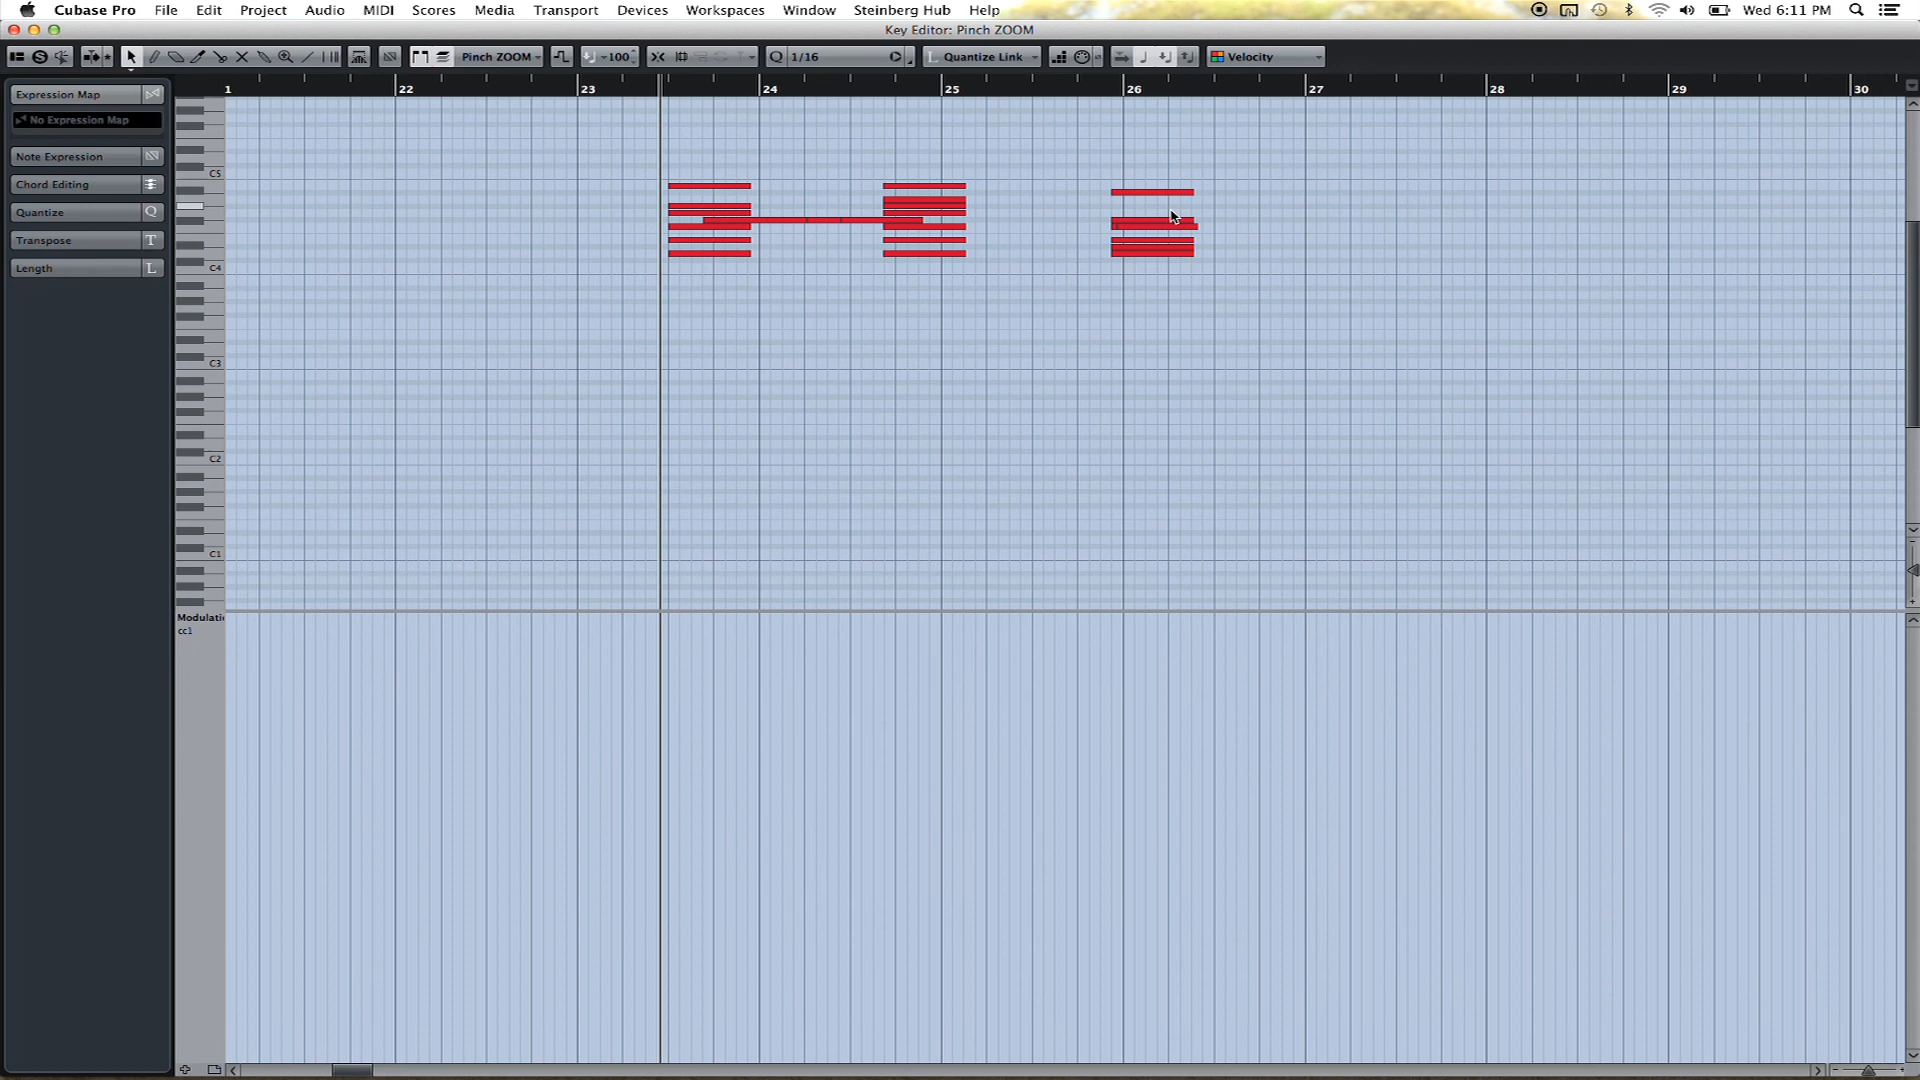 Cubase Pro File Edit Project Audio MIDI Scores Media Transport Devices Workspaces Window Steinberg Hub Help Wed 6:11 PM
Key Editor: Pinch ZOOM
Pinch ZOOM 100 Q 1/16 L Quantize Link Velocity
1 22 23 24 25 26 27 28 29 30
Expression Map
No Expression Map
Note Expression
Chord Editing
Quantize Q
Transpose T
Length L
C5
C4
C3
C2
C1
Modulati
cc1